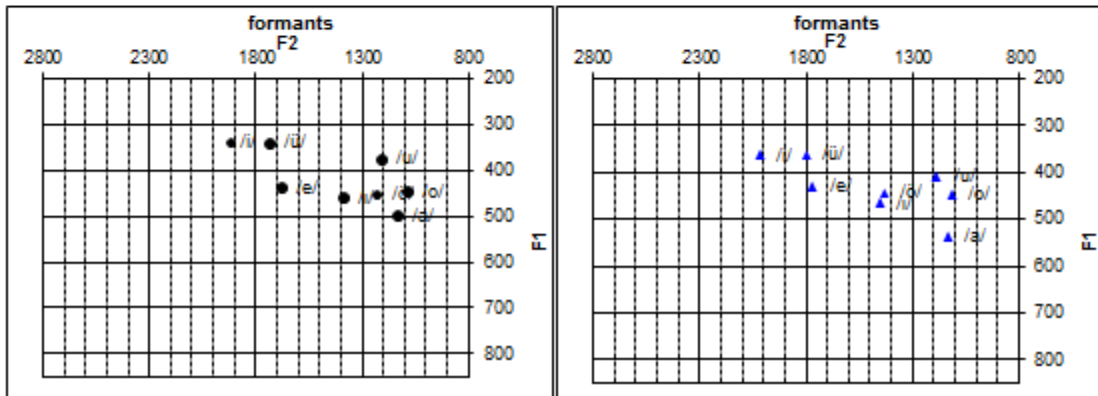 formants
F2
2800 2300 1800 1300 800
200
300
/i/ /ü/ /u/
400
/e/ /ı/ /ö/ /o/
500
/a/
F1
600
700
800
formants
F2
2800 2300 1800 1300 800
200
300
/i/ /ü/
400
/e/ /u/
/ö/ /o/
/ı/
500
/a/
F1
600
700
800